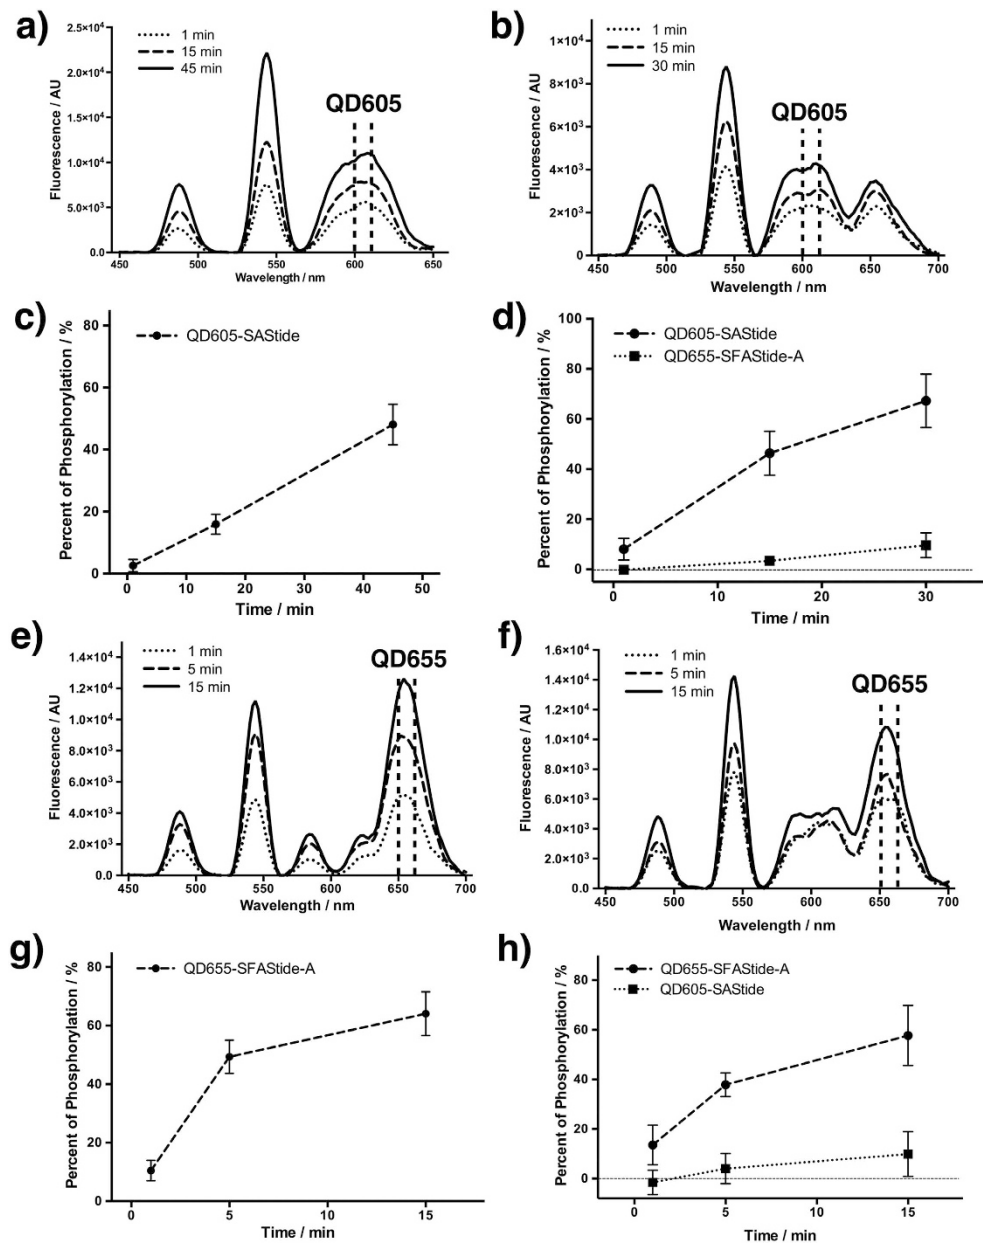 a)
1 min
15 min
45 min
QD605
Fluorescence / AU
2.5×10⁴
2.0×10⁴
1.5×10⁴
1.0×10⁴
5.0×10³
0.0
450 500 550 600 650
Wavelength / nm
b)
1 min
15 min
30 min
QD605
Fluorescence / AU
1×10⁴
8×10³
6×10³
4×10³
2×10³
0
450 500 550 600 650 700
Wavelength / nm
c)
QD605-SAStide
Percent of Phosphorylation / %
80
60
40
20
0
0 10 20 30 40 50
Time / min
d)
QD605-SAStide
QD655-SFAStide-A
Percent of Phosphorylation / %
100
80
60
40
20
0
0 10 20 30
Time / min
e)
1 min
5 min
15 min
QD655
Fluorescence / AU
1.4×10⁴
1.2×10⁴
1.0×10⁴
8.0×10³
6.0×10³
4.0×10³
2.0×10³
0.0
450 500 550 600 650 700
Wavelength / nm
f)
1 min
5 min
15 min
QD655
Fluorescence / AU
1.6×10⁴
1.4×10⁴
1.2×10⁴
1.0×10⁴
8.0×10³
6.0×10³
4.0×10³
2.0×10³
0.0
450 500 550 600 650 700
Wavelength / nm
g)
QD655-SFAStide-A
Percent of Phosphorylation / %
80
60
40
20
0
0 5 10 15
Time / min
h)
QD655-SFAStide-A
QD605-SAStide
Percent of Phosphorylation / %
80
60
40
20
0
0 5 10 15
Time / min